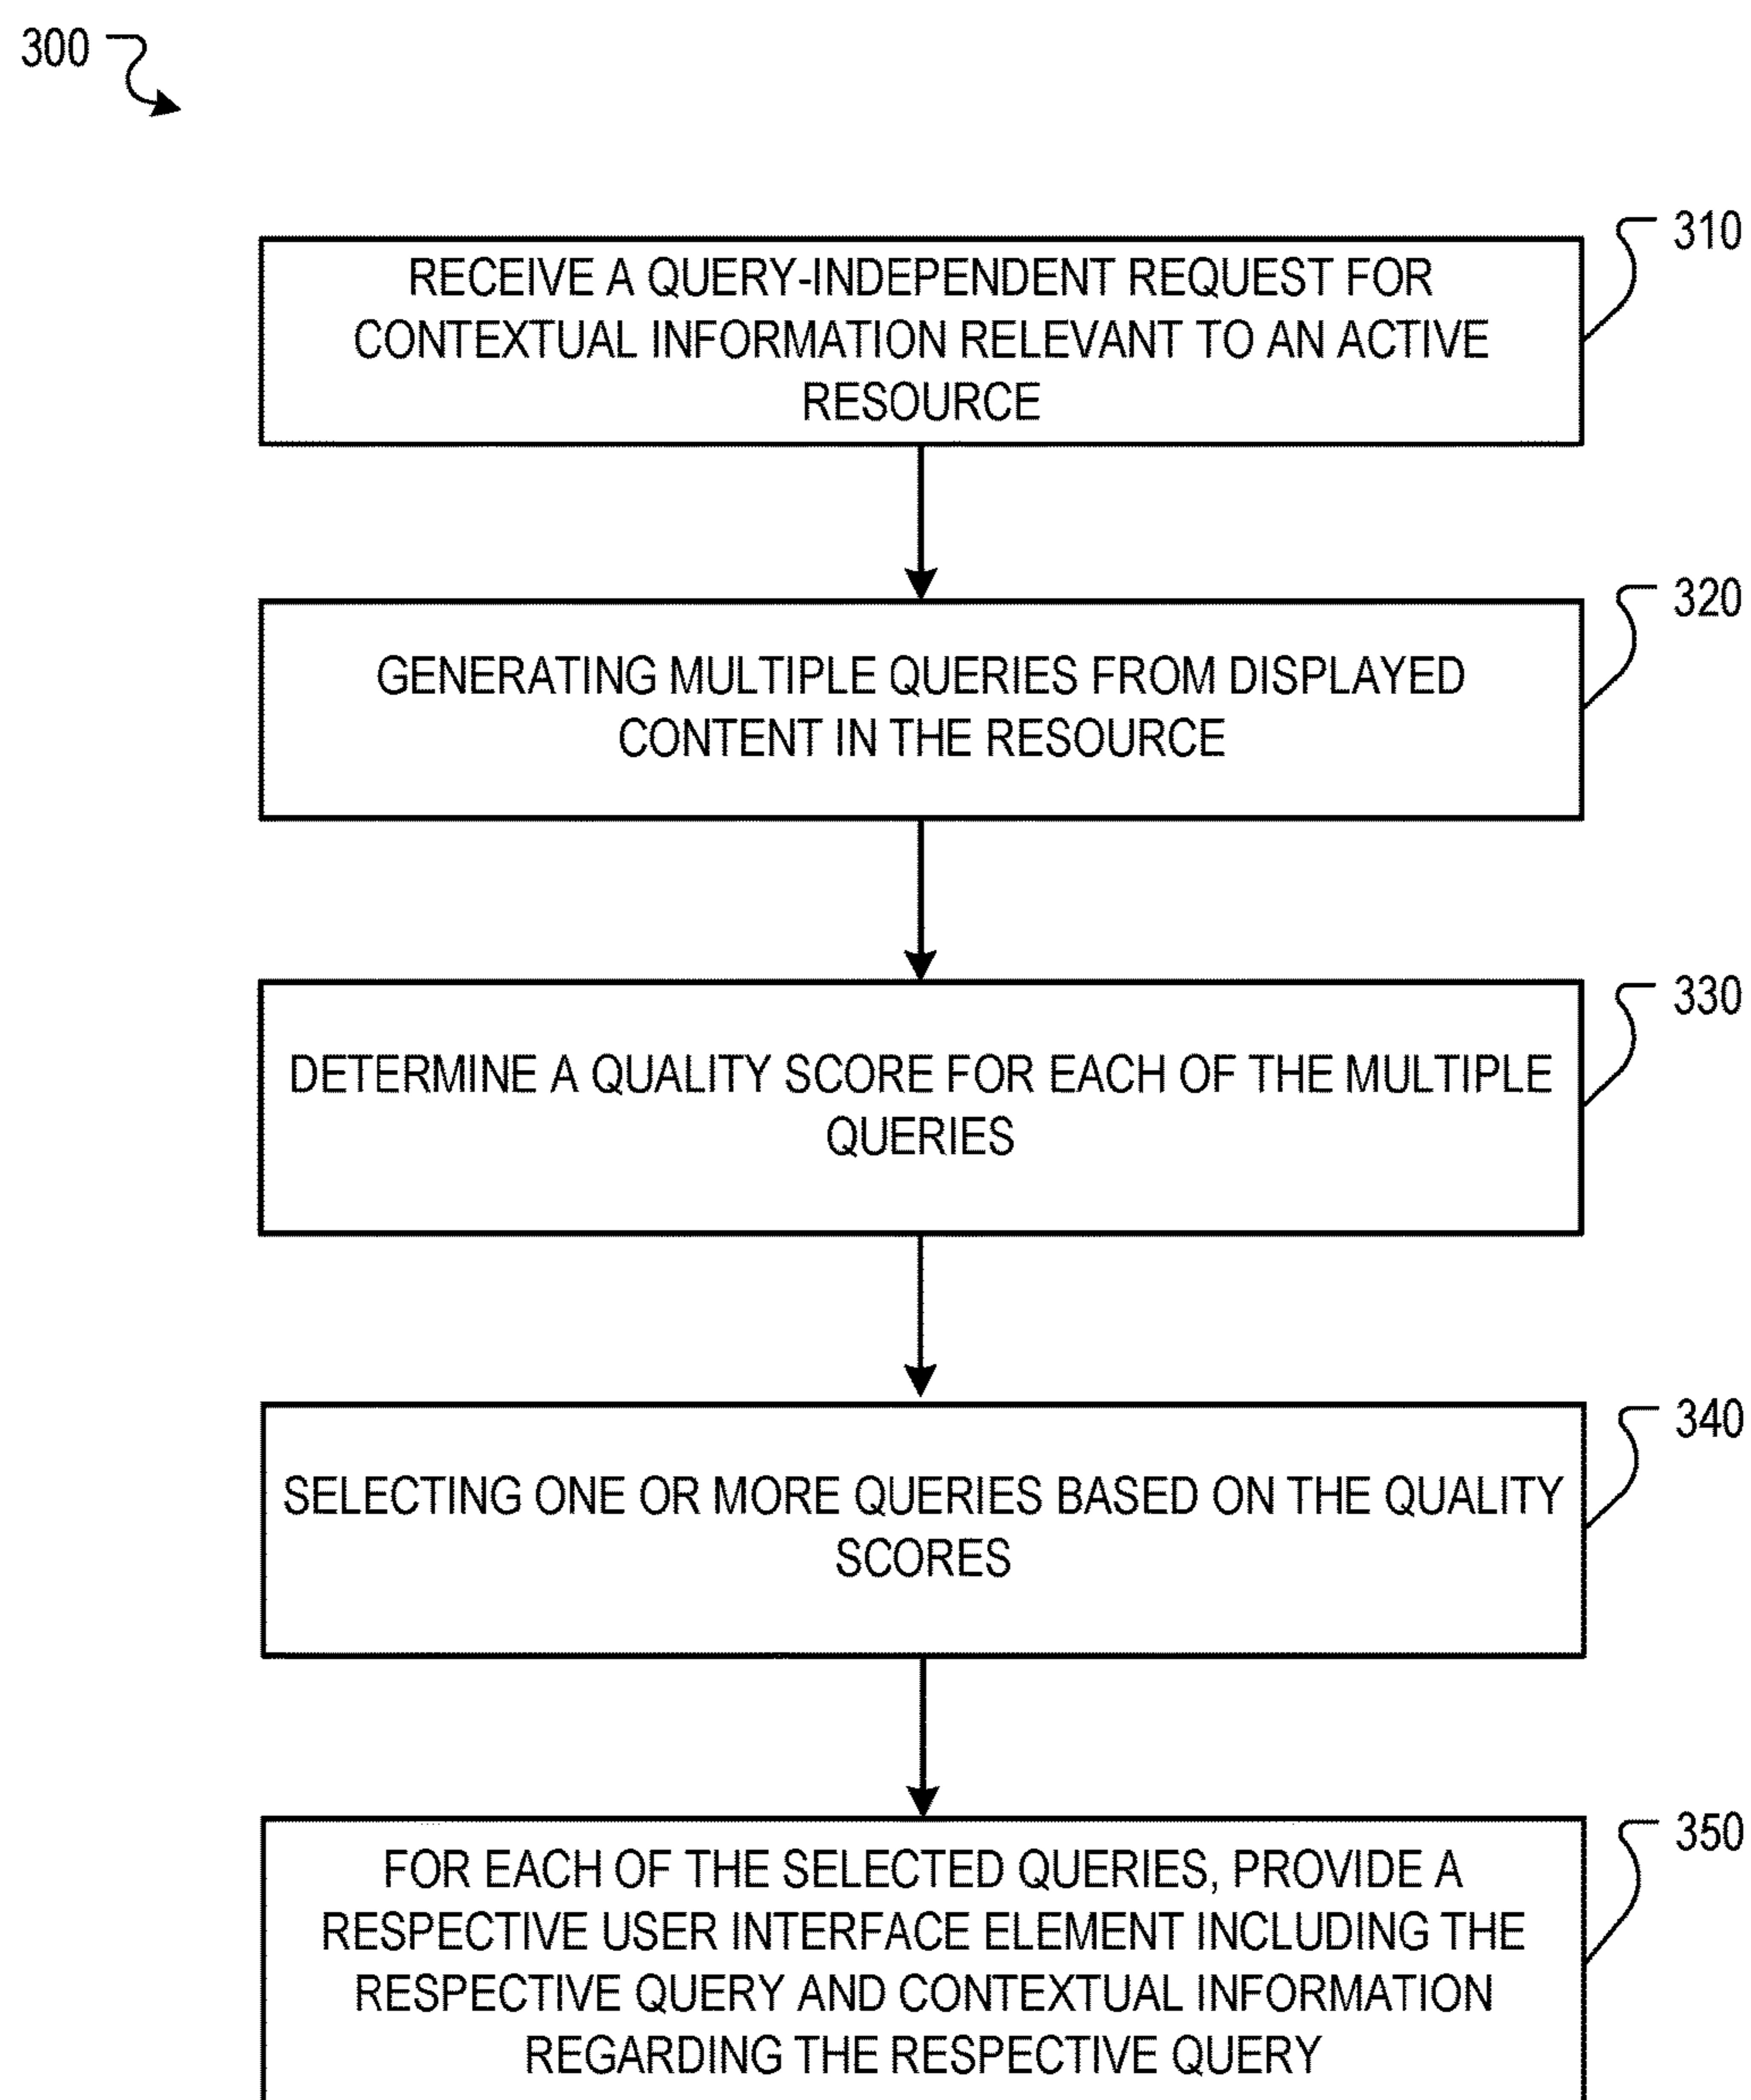 300
310
RECEIVE A QUERY-INDEPENDENT REQUEST FOR
CONTEXTUAL INFORMATION RELEVANT TO AN ACTIVE
RESOURCE
320
GENERATING MULTIPLE QUERIES FROM DISPLAYED
CONTENT IN THE RESOURCE
330
DETERMINE A QUALITY SCORE FOR EACH OF THE MULTIPLE
QUERIES
340
SELECTING ONE OR MORE QUERIES BASED ON THE QUALITY
SCORES
350
FOR EACH OF THE SELECTED QUERIES, PROVIDE A
RESPECTIVE USER INTERFACE ELEMENT INCLUDING THE
RESPECTIVE QUERY AND CONTEXTUAL INFORMATION
REGARDING THE RESPECTIVE QUERY